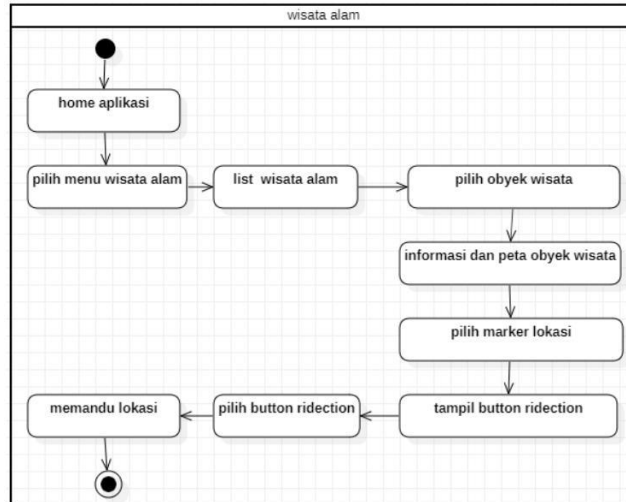 wisata alam
home aplikasi
pilih menu wisata alam
list wisata alam
pilih obyek wisata
informasi dan peta obyek wisata
pilih marker lokasi
tampil button ridection
pilih button ridection
memandu lokasi